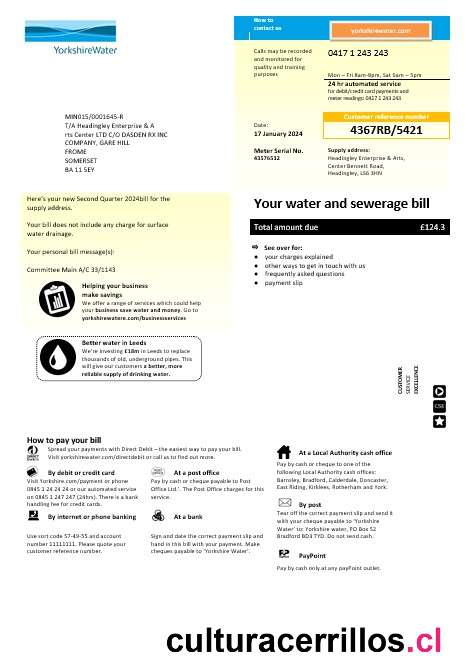 YorkshireWater
How to
contact us
yorkshirewater.com
Calls may be recorded
and monitored for
quality and training
purposes
0417 1 243 243
Mon – Fri 8am-8pm, Sat 9am – 5pm
24 hr automated service
for debit/credit card payments and
meter readings: 0417 1 243 243
Customer reference number
4367RB/5421
Date:
17 January 2024
Meter Serial No.
43576512
Supply address:
Headingley Enterprise & Arts,
Center Bennett Road,
Headingley, LS6 3HN
MIN015/0001645-R
T/A Headingley Enterprise & A
rts Center LTD C/O DASDEN RX INC
COMPANY, GARE HILL
FROME
SOMERSET
BA 11 5EY
Here's your new Second Quarter 2024bill for the
supply address.
Your bill does not include any charge for surface
water drainage.
Your personal bill message(s):
Committee Main A/C 33/1143
Helping your business
make savings
We offer a range of services which could help
your business save water and money. Go to
yorkshirewatere.com/businesservices
Better water in Leeds
We're investing £18m in Leeds to replace
thousands of old, underground pipes. This
will give our customers a better, more
reliable supply of drinking water.
Your water and sewerage bill
Total amount due £124.3
See over for:
● your charges explained
● other ways to get in touch with us
● frequently asked questions
● payment slip
CUSTOMER
SERVICE
EXCELLENCE
CSE
How to pay your bill
Spread your payments with Direct Debit – the easiest way to pay your bill.
Visit yorkshirewater.com/directdebit or call us to find out more.
By debit or credit card
Visit Yorkshire.com/payment or phone
0845 1 24 24 24 or our automated service
on 0845 1 247 247 (24hrs). There is a bank
handling fee for credit cards.
At a post office
Pay by cash or cheque payable to Post
Office Ltd'. The Post Office charges for this
service.
By internet or phone banking
Use sort code 57-49-55 and account
number 11111111. Please quote your
customer reference number.
At a bank
Sign and date the correct payment slip and
hand in this bill with your payment. Make
cheques payable to 'Yorkshire Water'.
At a Local Authority cash office
Pay by cash or cheque to one of the
following Local Authority cash offices:
Barnsley, Bradford, Calderdale, Doncaster,
East Riding, Kirklees, Rotherham and York.
By post
Tear off the correct payment slip and send it
with your cheque payable to 'Yorkshire
Water' to: Yorkshire water, PO Box 52
Bradford BD3 7YD. Do not send cash.
PayPoint
Pay by cash only at any payPoint outlet.
culturacerrillos.cl